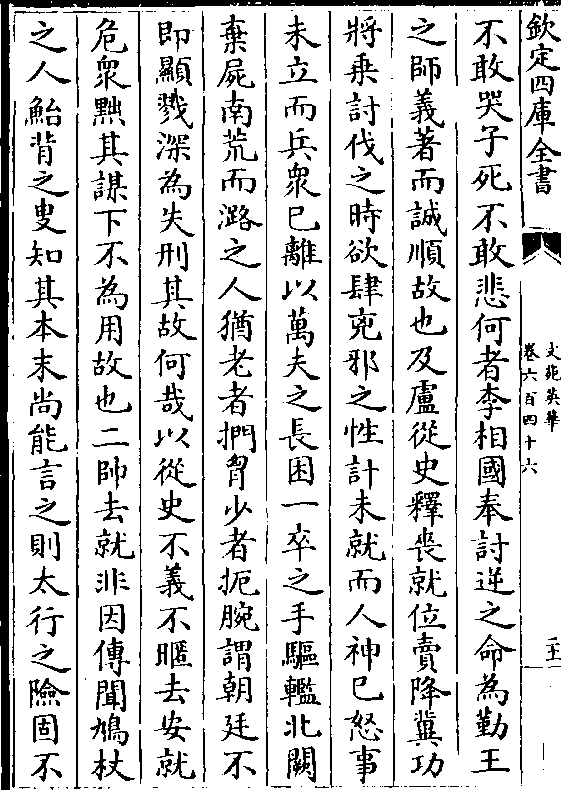 欽定四庫全書
文苑英華
卷六百四十六
不敢哭子死不敢悲何者李相國奉討逆之命為勤王
之師義著而誠順故也及盧從史釋喪就位賣降冀功
將乗討伐之時欲肆兇邪之性計未就而人神已怒事
未立而兵衆已離以萬夫之長困一卒之手驅轞北闕
棄屍南荒而潞之人猶老者捫胷少者扼腕謂朝廷不
即顯戮深為失刑其故何哉以從史不義不暱去安就
危衆黜其謀下不為用故也二帥去就非因傳聞鳩杖
之人鮐背之叟知其本末尚能言之則太行之險固不